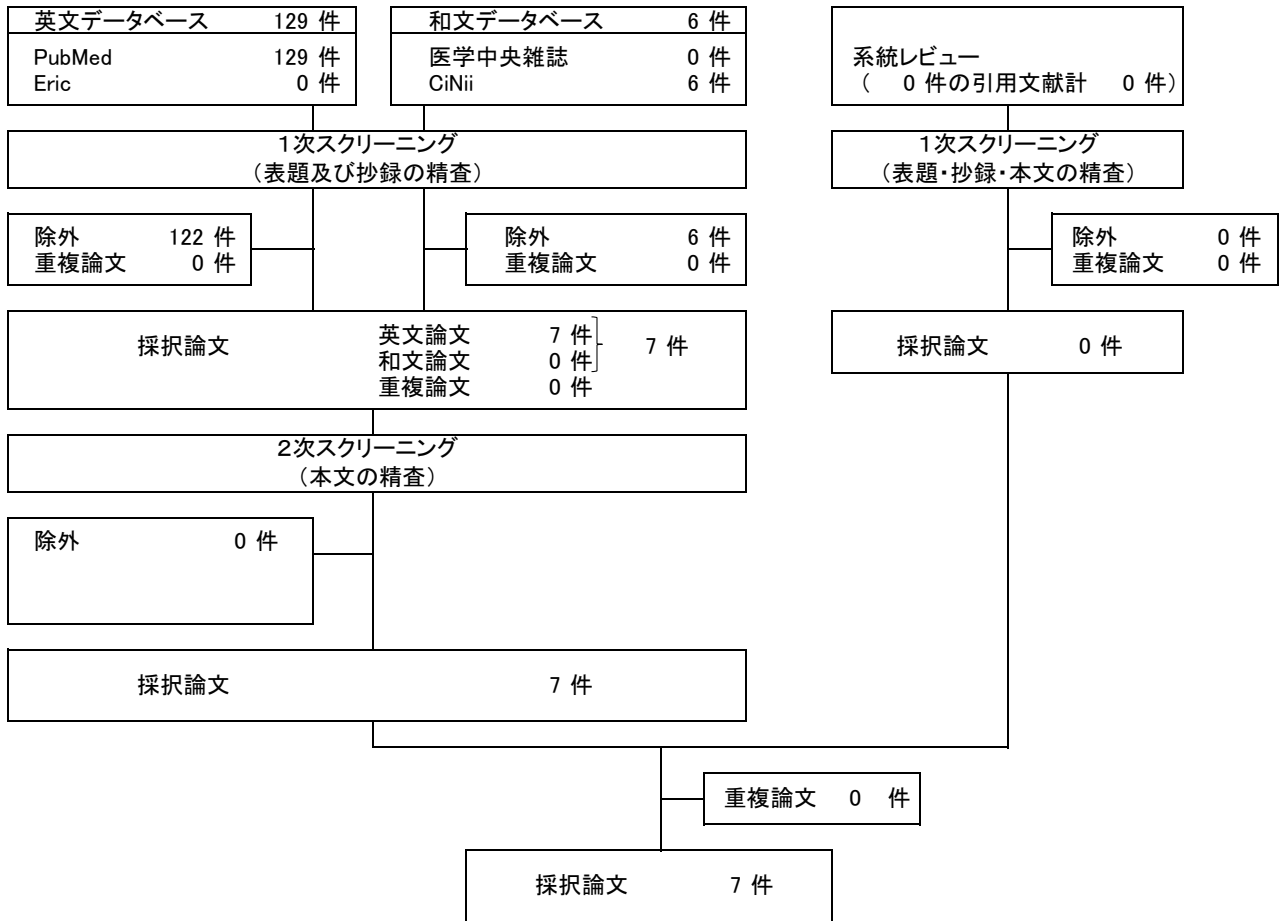 英文データベース 129 件
PubMed 129 件
Eric 0 件
和文データベース 6 件
医学中央雑誌 0 件
CiNii 6 件
系統レビュー
( 0 件の引用文献計 0 件)
1次スクリーニング
(表題及び抄録の精査)
1次スクリーニング
(表題・抄録・本文の精査)
除外 122 件
重複論文 0 件
除外 6 件
重複論文 0 件
除外 0 件
重複論文 0 件
採択論文
英文論文 7 件
和文論文 0 件
7 件
重複論文 0 件
採択論文 0 件
2次スクリーニング
(本文の精査)
除外 0 件
採択論文 7 件
重複論文 0 件
採択論文 7 件